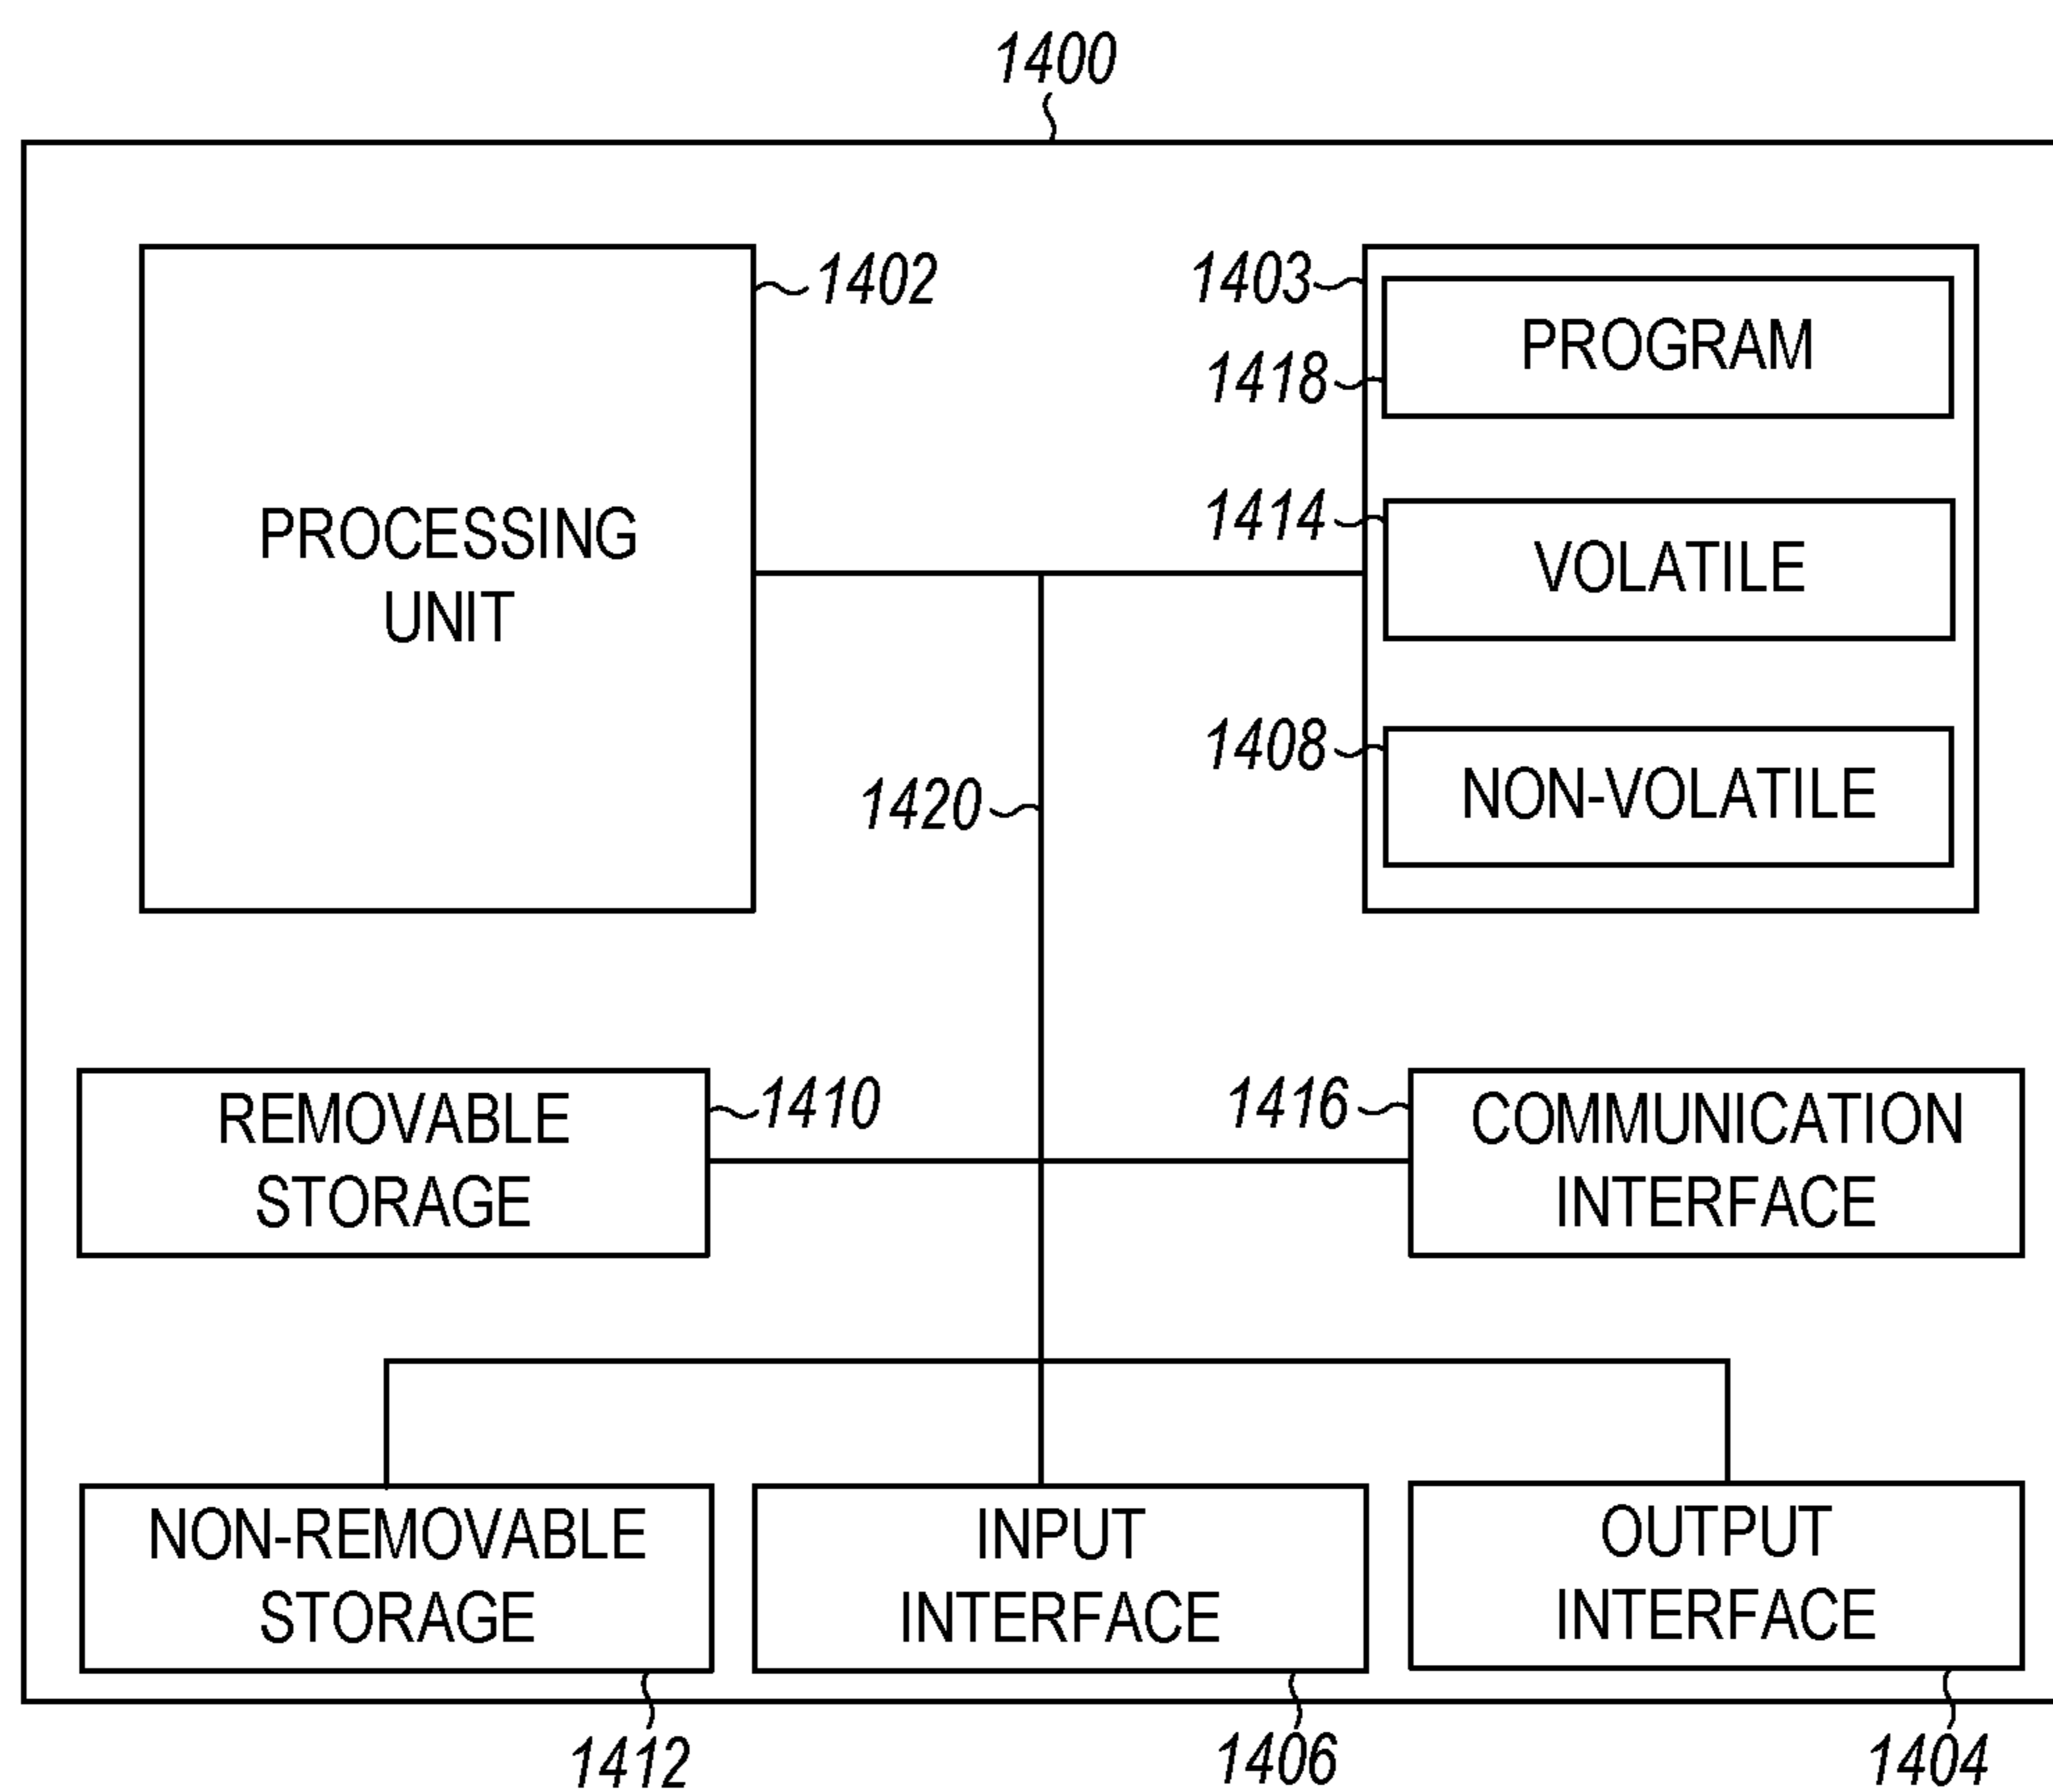 1400
1402
1403
PROGRAM
1418
PROCESSING
UNIT
1414
VOLATILE
1408
NON-VOLATILE
1420
REMOVABLE
STORAGE
1410
1416
COMMUNICATION
INTERFACE
NON-REMOVABLE
STORAGE
INPUT
INTERFACE
OUTPUT
INTERFACE
1412
1406
1404